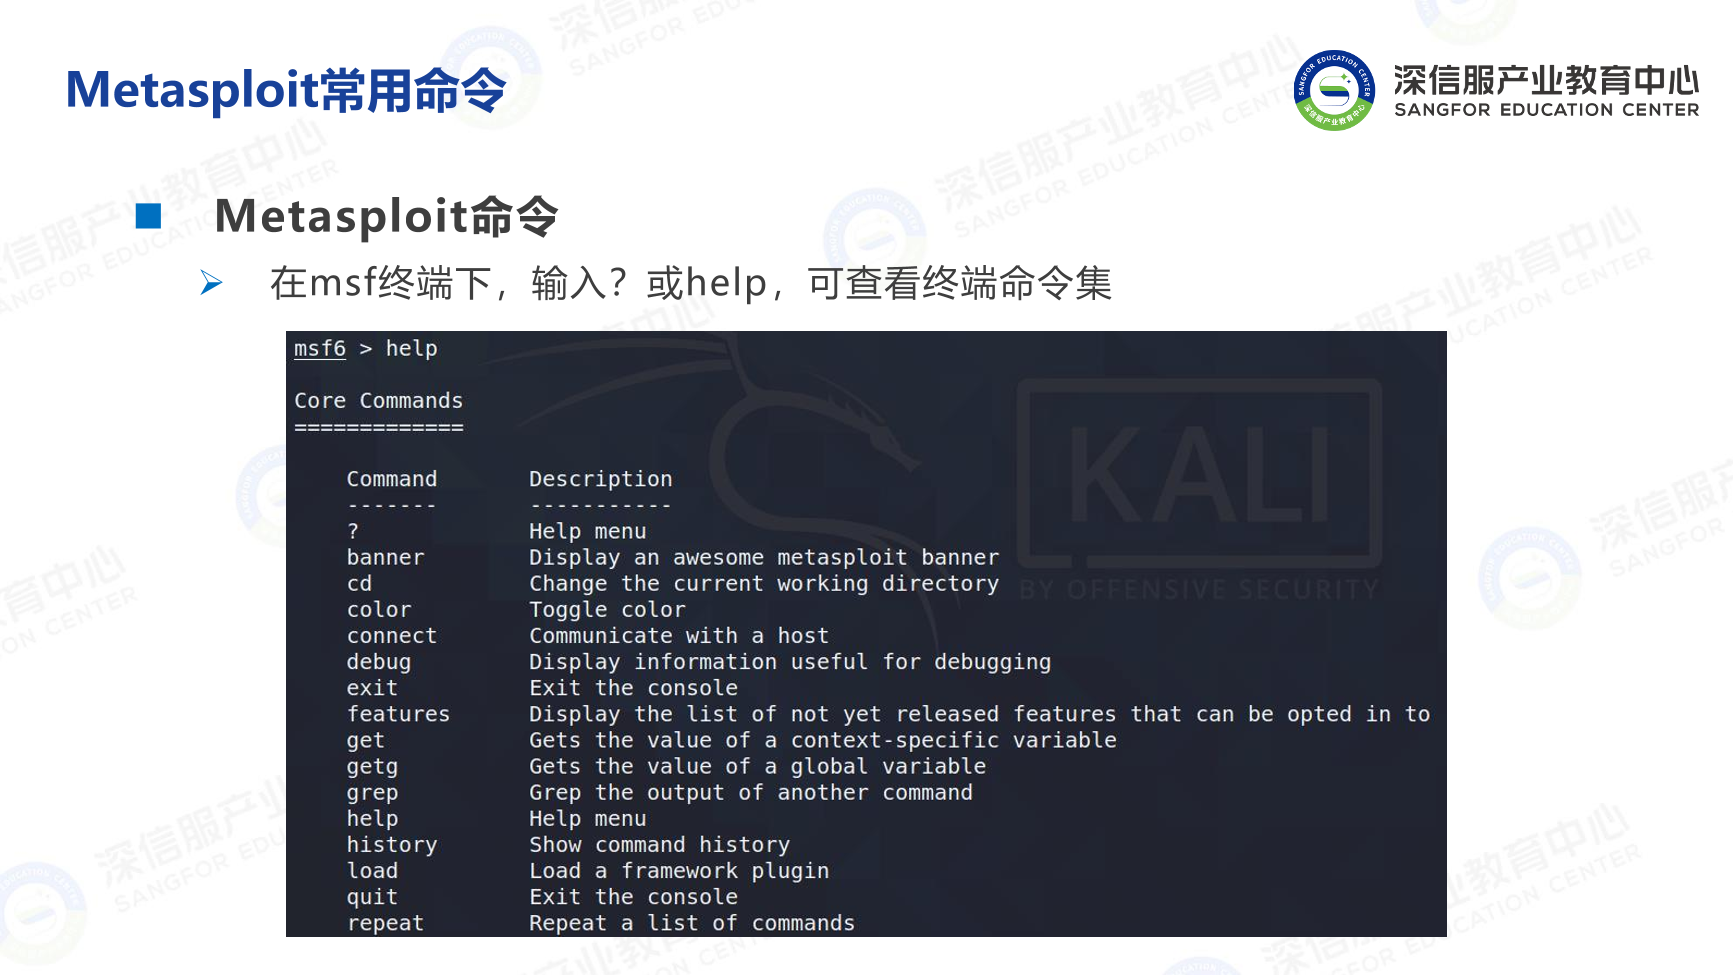 Metasploit常用命令
深信服产业教育中心
SANGFOR EDUCATION CENTER
Metasploit命令
在msf终端下，输入？或help，可查看终端命令集
msf6 > help
Core Commands
=============
Command Description
------- -----------
? Help menu
banner Display an awesome metasploit banner
cd Change the current working directory
color Toggle color
connect Communicate with a host
debug Display information useful for debugging
exit Exit the console
features Display the list of not yet released features that can be opted in to
get Gets the value of a context-specific variable
getg Gets the value of a global variable
grep Grep the output of another command
help Help menu
history Show command history
load Load a framework plugin
quit Exit the console
repeat Repeat a list of commands
KALI
BY OFFENSIVE SECURITY